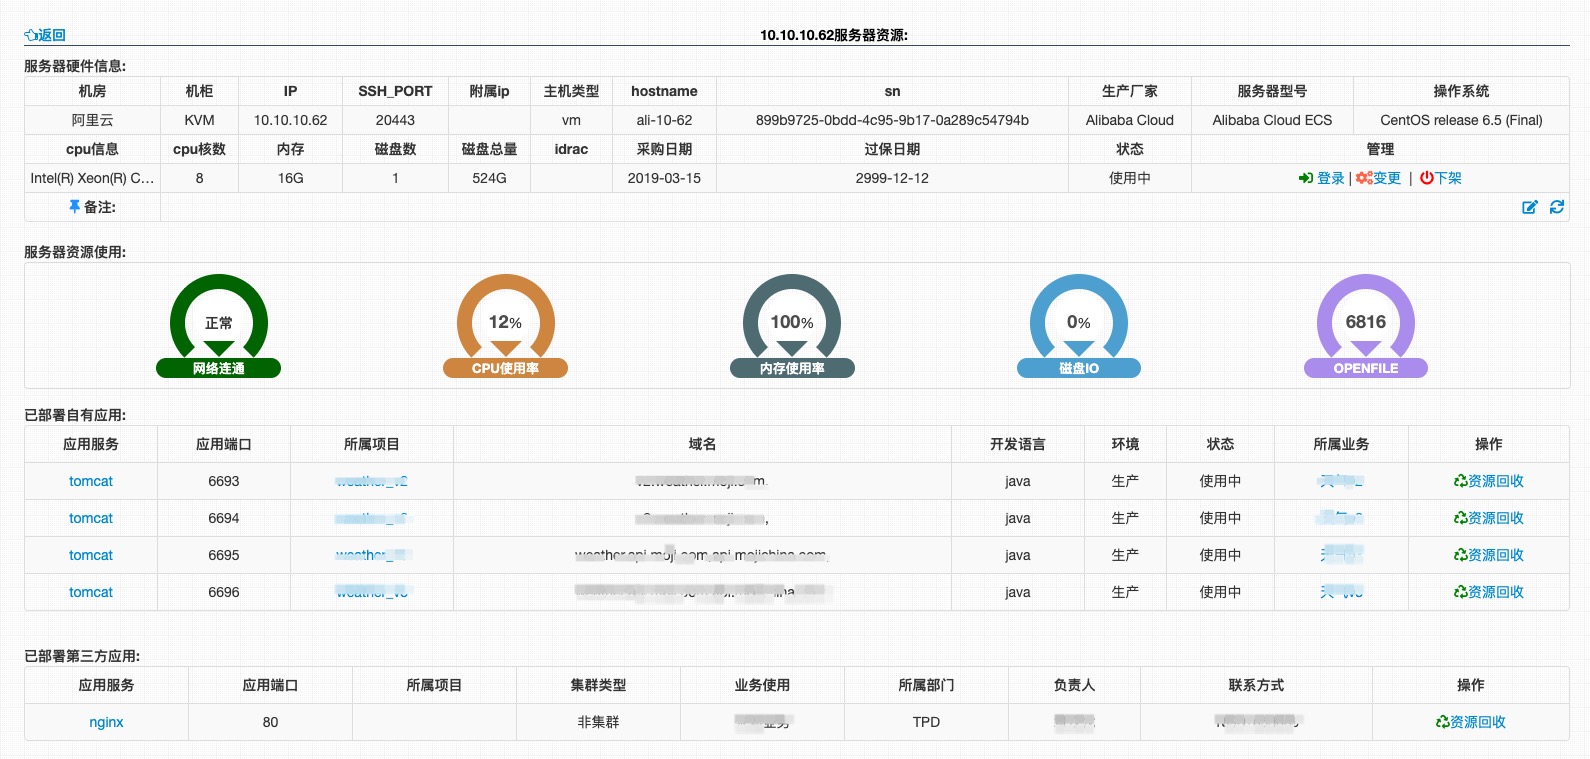 返回
10.10.10.62服务器资源:
服务器硬件信息:
机房 机柜 IP SSH_PORT 附属ip 主机类型 hostname sn 生产厂家 服务器型号 操作系统
阿里云 KVM 10.10.10.62 20443 vm ali-10-62 899b9725-0bdd-4c95-9b17-0a289c54794b Alibaba Cloud Alibaba Cloud ECS CentOS release 6.5 (Final)
cpu信息 cpu核数 内存 磁盘数 磁盘总量 idrac 采购日期 过保日期 状态 管理
Intel(R) Xeon(R) C... 8 16G 1 524G 2019-03-15 2999-12-12 使用中 登录 | 变更 | 下架
备注:
服务器资源使用:
正常 12% 100% 0% 6816
网络连通 CPU使用率 内存使用率 磁盘IO OPENFILE
已部署自有应用:
应用服务 应用端口 所属项目 域名 开发语言 环境 状态 所属业务 操作
tomcat 6693 java 生产 使用中 资源回收
tomcat 6694 java 生产 使用中 资源回收
tomcat 6695 java 生产 使用中 资源回收
tomcat 6696 java 生产 使用中 资源回收
已部署第三方应用:
应用服务 应用端口 所属项目 集群类型 业务使用 所属部门 负责人 联系方式 操作
nginx 80 非集群 TPD 资源回收